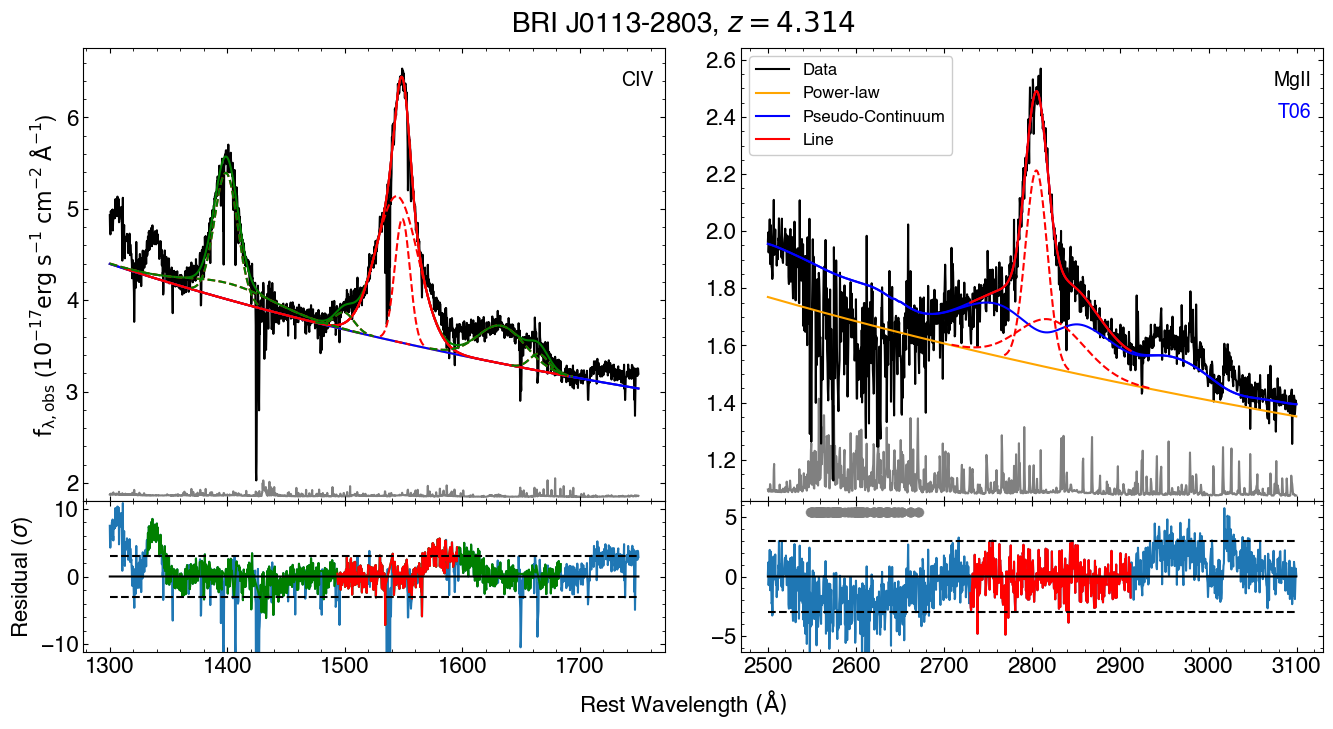 BRI J0113-2803, z = 4.314
CIV
f_{λ,obs} (10^{−17}erg s^{−1} cm^{−2} Å^{−1})
6
5
4
3
2
Data
Power-law
Pseudo-Continuum
Line
MgII
T06
2.6
2.4
2.2
2.0
1.8
1.6
1.4
1.2
Residual (σ)
10
0
−10
5
0
−5
1300 1400 1500 1600 1700
2500 2600 2700 2800 2900 3000 3100
Rest Wavelength (Å)